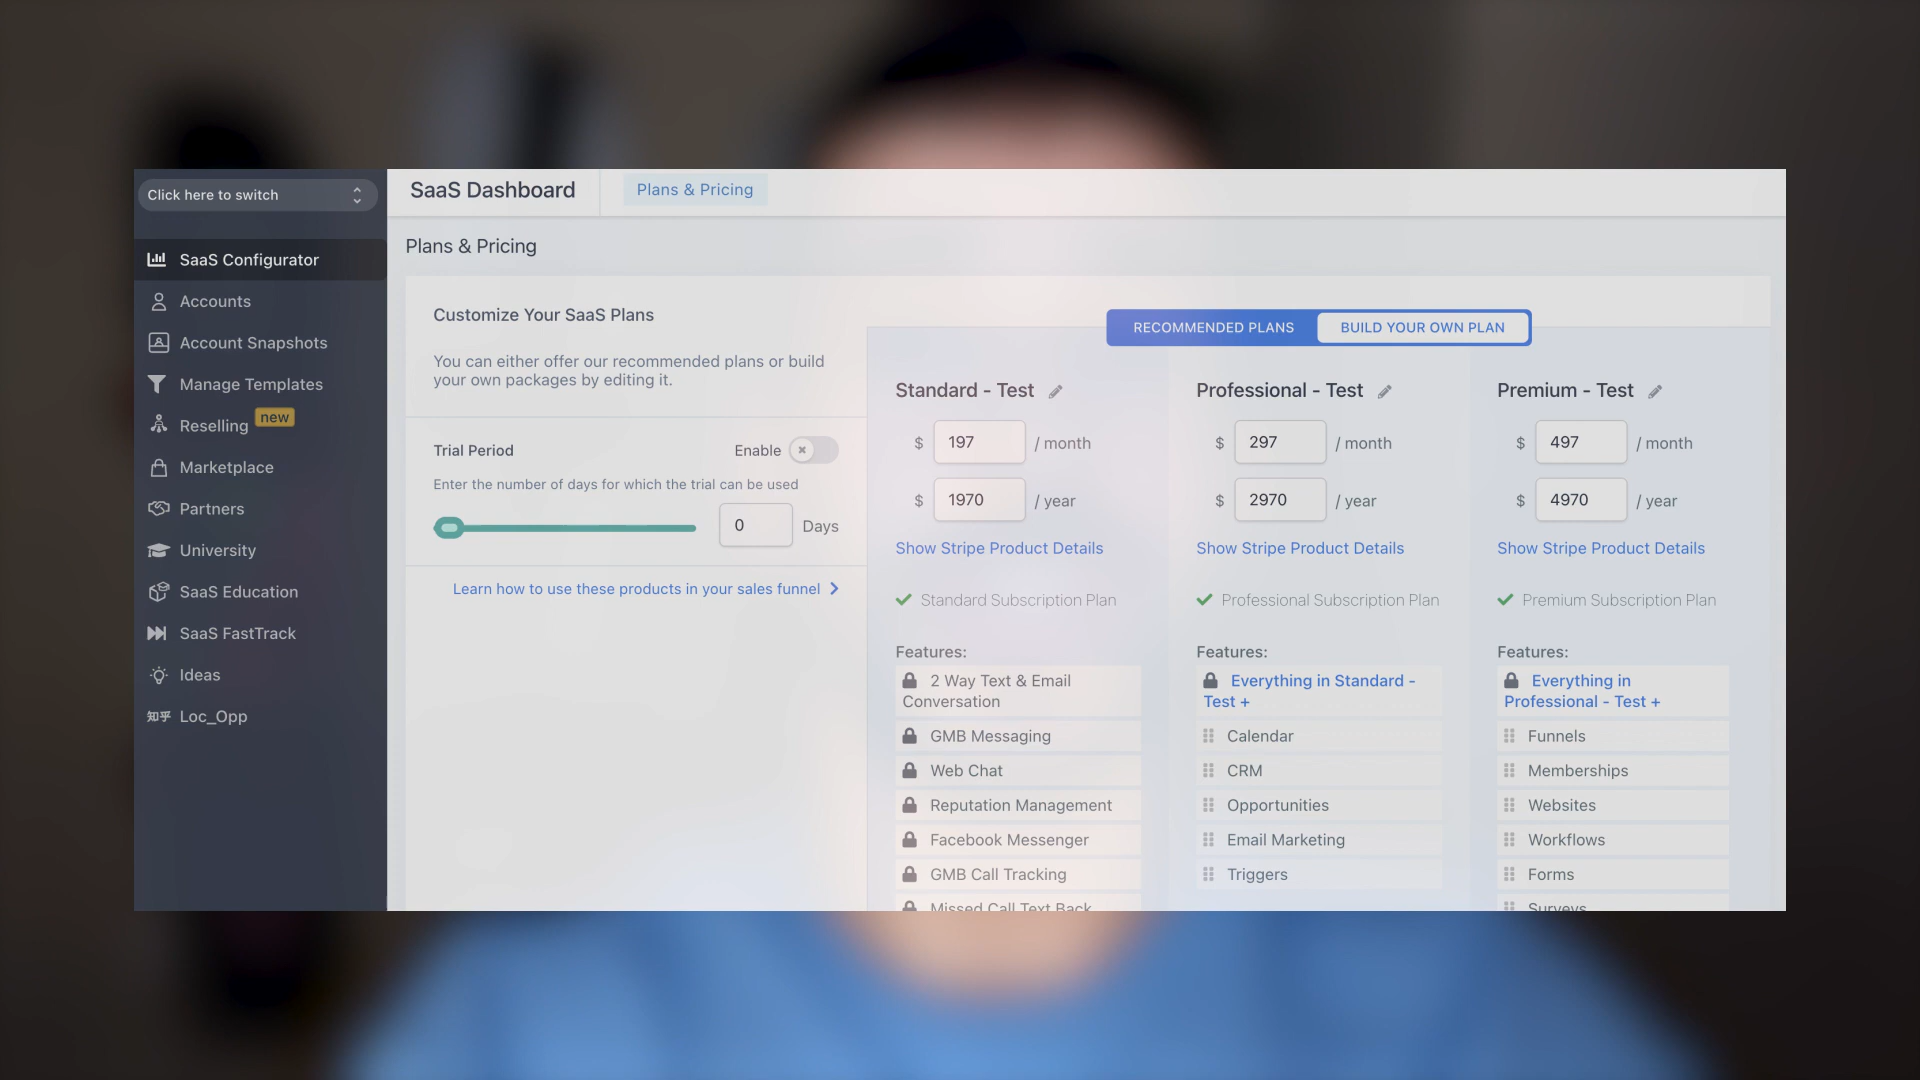 Click here to switch
SaaS Configurator
Accounts
Account Snapshots
Manage Templates
Reselling new
Marketplace
Partners
University
SaaS Education
SaaS FastTrack
Ideas
知乎 Loc_Opp
SaaS Dashboard
Plans & Pricing
Plans & Pricing
Customize Your SaaS Plans
You can either offer our recommended plans or build
your own packages by editing it.
Trial Period
Enable
Enter the number of days for which the trial can be used
0 Days
Learn how to use these products in your sales funnel
RECOMMENDED PLANS
BUILD YOUR OWN PLAN
Standard - Test
$ 197 / month
$ 1970 / year
Show Stripe Product Details
Standard Subscription Plan
Features:
2 Way Text & Email
Conversation
GMB Messaging
Web Chat
Reputation Management
Facebook Messenger
GMB Call Tracking
Missed Call Text Back
Professional - Test
$ 297 / month
$ 2970 / year
Show Stripe Product Details
Professional Subscription Plan
Features:
Everything in Standard -
Test +
Calendar
CRM
Opportunities
Email Marketing
Triggers
Premium - Test
$ 497 / month
$ 4970 / year
Show Stripe Product Details
Premium Subscription Plan
Features:
Everything in
Professional - Test +
Funnels
Memberships
Websites
Workflows
Forms
Surveys